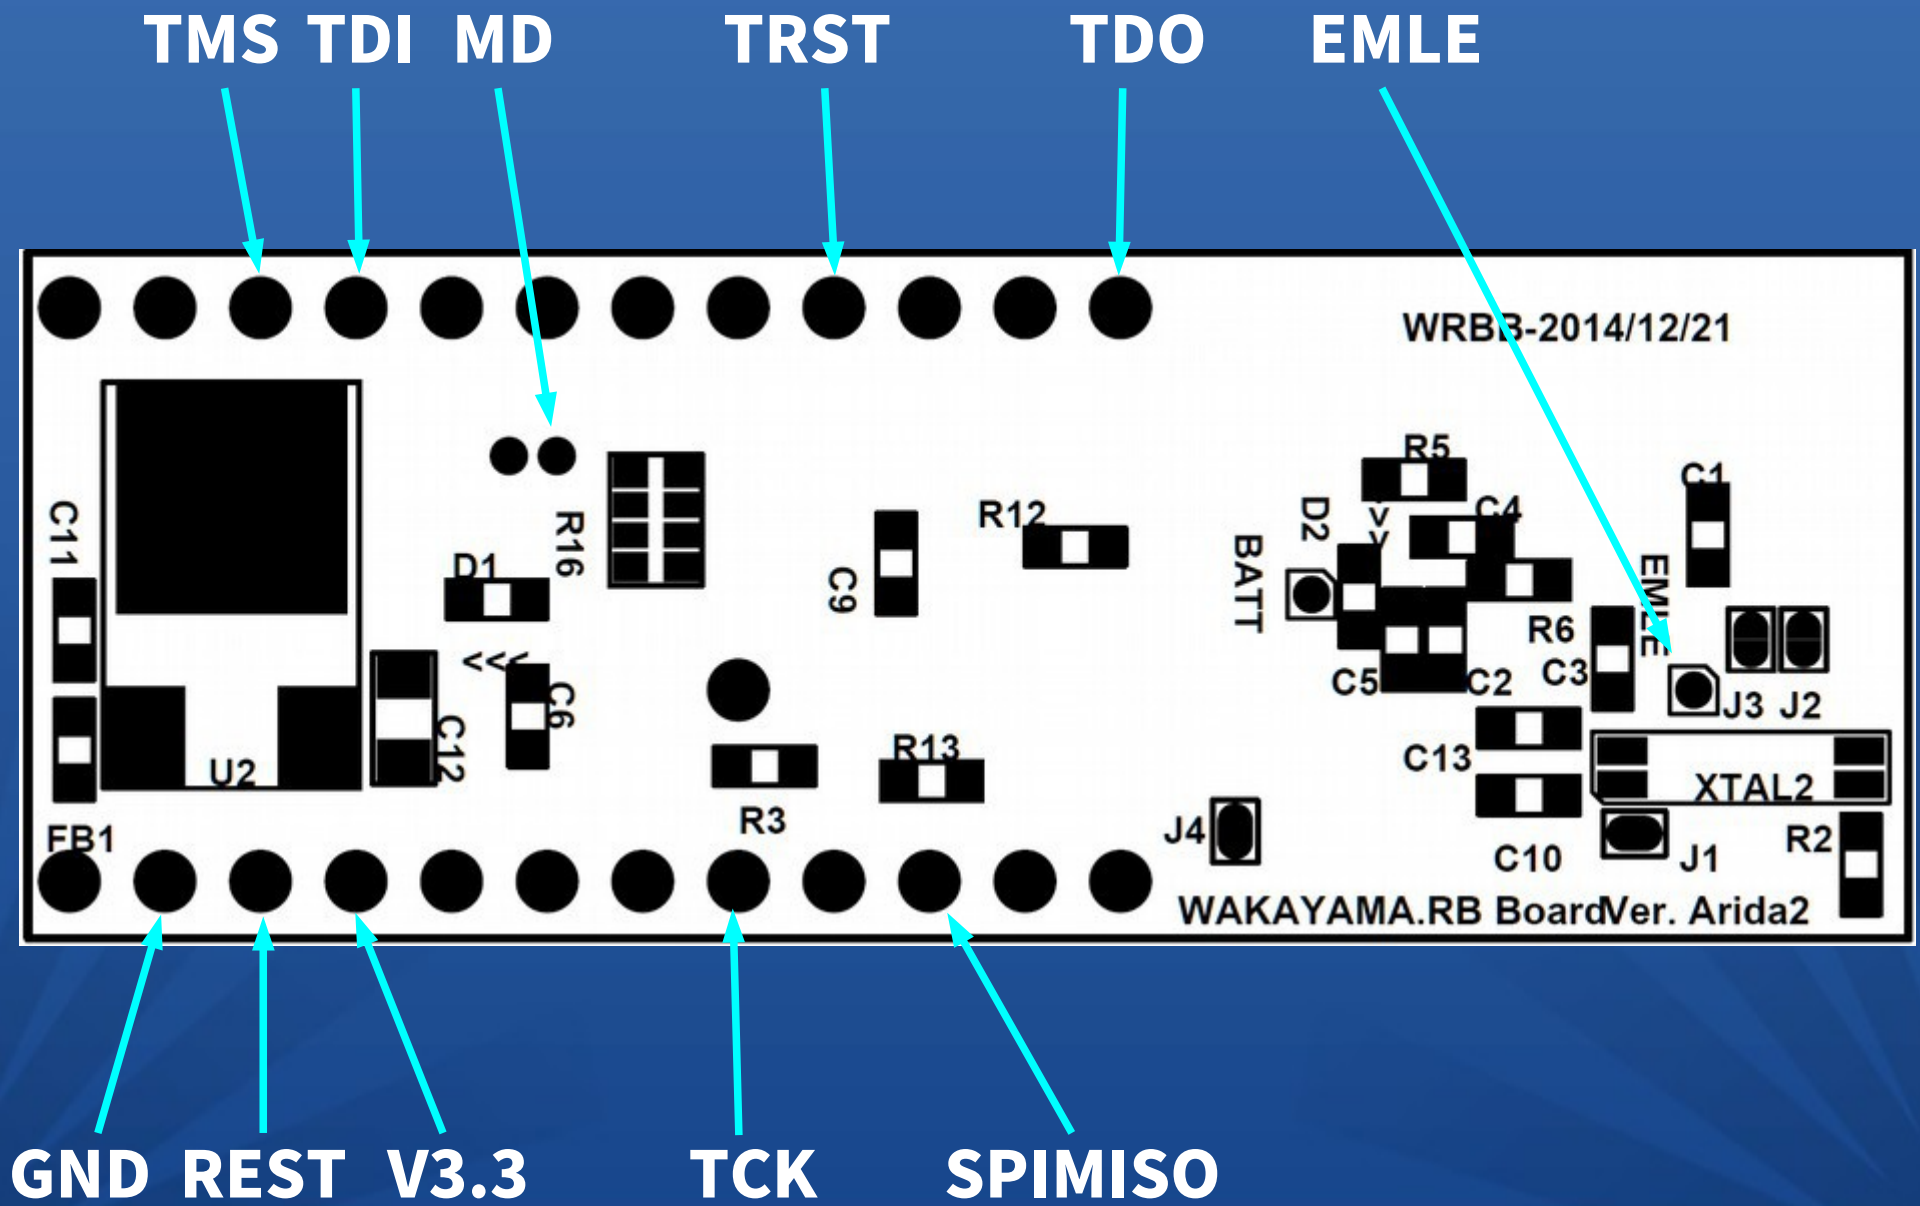 TMS TDI MD TRST TDO EMLE
WRBB-2014/12/21
R5
C1
C4
D2
>>
R12
C11
R16
BATT
D1
EMLE
C9
R6
C3
<<<
C5
C2
C6
J3 J2
C12
R13
C13
U2
XTAL2
R3
J4
FB1
R2
C10
J1
WAKAYAMA.RB Board Ver. Arida2
GND REST V3.3 TCK SPIMISO